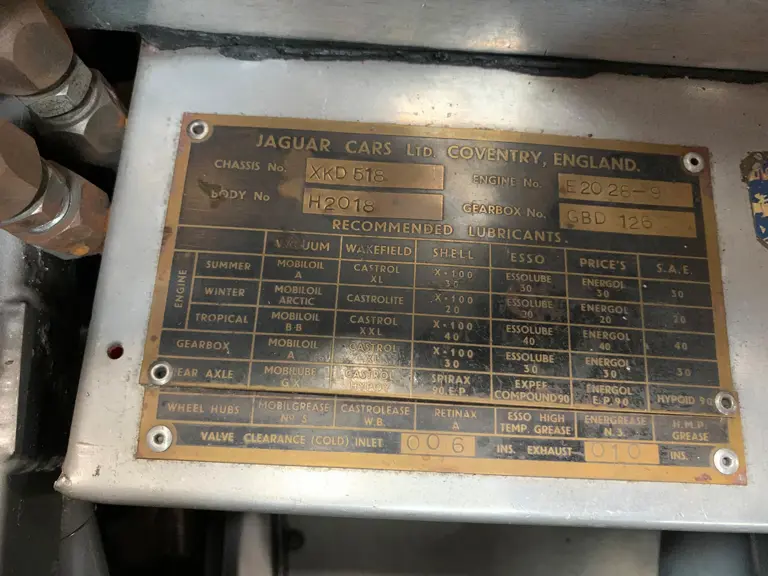 JAGUAR CARS LTD. COVENTRY, ENGLAND.
CHASSIS No. XKD 518 ENGINE No. E2026-9
BODY No H2018 GEARBOX No. GBD 126
RECOMMENDED LUBRICANTS.
VACUUM WAKEFIELD SHELL ESSO PRICE'S S.A.E.
ENGINE
SUMMER MOBILOIL A CASTROL XL X-100 30 ESSOLUBE 30 ENERGOL 30 30
WINTER MOBILOIL ARCTIC CASTROLITE X-100 20 ESSOLUBE 20 ENERGOL 20 20
TROPICAL MOBILOIL B·B CASTROL XXL X-100 40 ESSOLUBE 40 ENERGOL 40 40
GEARBOX MOBILOIL A CASTROL XL X-100 30 ESSOLUBE 30 ENERGOL 30 30
REAR AXLE MOBILUBE G.X CASTROL SPIRAX 90 E.P. EXPEE COMPOUND 90 ENERGOL E.P. 90 HYPOID 90
WHEEL HUBS MOBILGREASE No. 5 CASTROLEASE W.B. RETINAX A ESSO HIGH TEMP. GREASE ENERGREASE N.3. H.M.P. GREASE
VALVE CLEARANCE (COLD) INLET 006 INS. EXHAUST 010 INS.